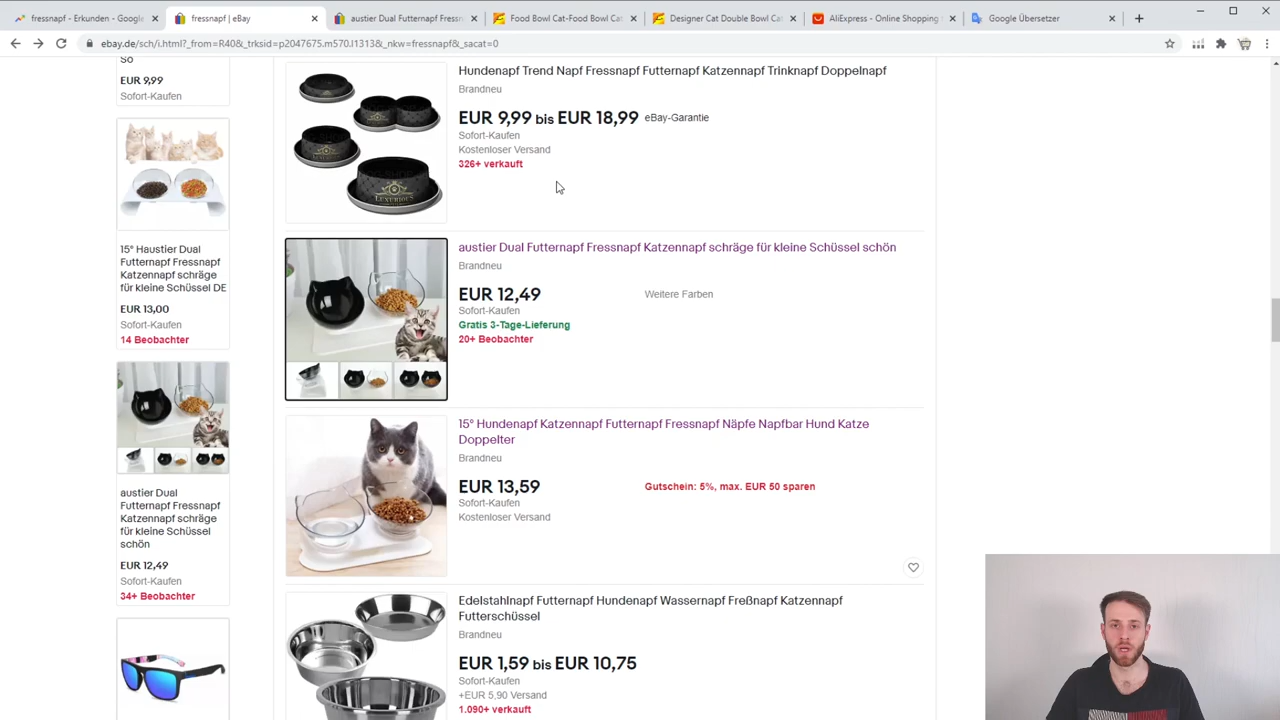 fressnapf - Erkunden - Google
fressnapf | eBay
austier Dual Futternapf Fressn
Food Bowl Cat-Food Bowl Cat
Designer Cat Double Bowl Cat
AliExpress - Online Shopping
Google Übersetzer
ebay.de/sch/i.html?_from=R40&_trksid=p2047675.m570.l1313&_nkw=fressnapf&_sacat=0
So
EUR 9,99
Sofort-Kaufen
15° Haustier Dual
Futternapf Fressnapf
Katzennapf schräge
für kleine Schüssel DE
EUR 13,00
Sofort-Kaufen
14 Beobachter
austier Dual
Futternapf Fressnapf
Katzennapf schräge
für kleine Schüssel
schön
EUR 12,49
Sofort-Kaufen
34+ Beobachter
Hundenapf Trend Napf Fressnapf Futternapf Katzennapf Trinknapf Doppelnapf
Brandneu
EUR 9,99 bis EUR 18,99 eBay-Garantie
Sofort-Kaufen
Kostenloser Versand
326+ verkauft
LUXURIOUS
austier Dual Futternapf Fressnapf Katzennapf schräge für kleine Schüssel schön
Brandneu
EUR 12,49 Weitere Farben
Sofort-Kaufen
Gratis 3-Tage-Lieferung
20+ Beobachter
15° Hundenapf Katzennapf Futternapf Fressnapf Näpfe Napfbar Hund Katze
Doppelter
Brandneu
EUR 13,59 Gutschein: 5%, max. EUR 50 sparen
Sofort-Kaufen
Kostenloser Versand
Edelstahlnapf Futternapf Hundenapf Wassernapf Freßnapf Katzennapf
Futterschüssel
Brandneu
EUR 1,59 bis EUR 10,75
Sofort-Kaufen
+EUR 5,90 Versand
1.090+ verkauft